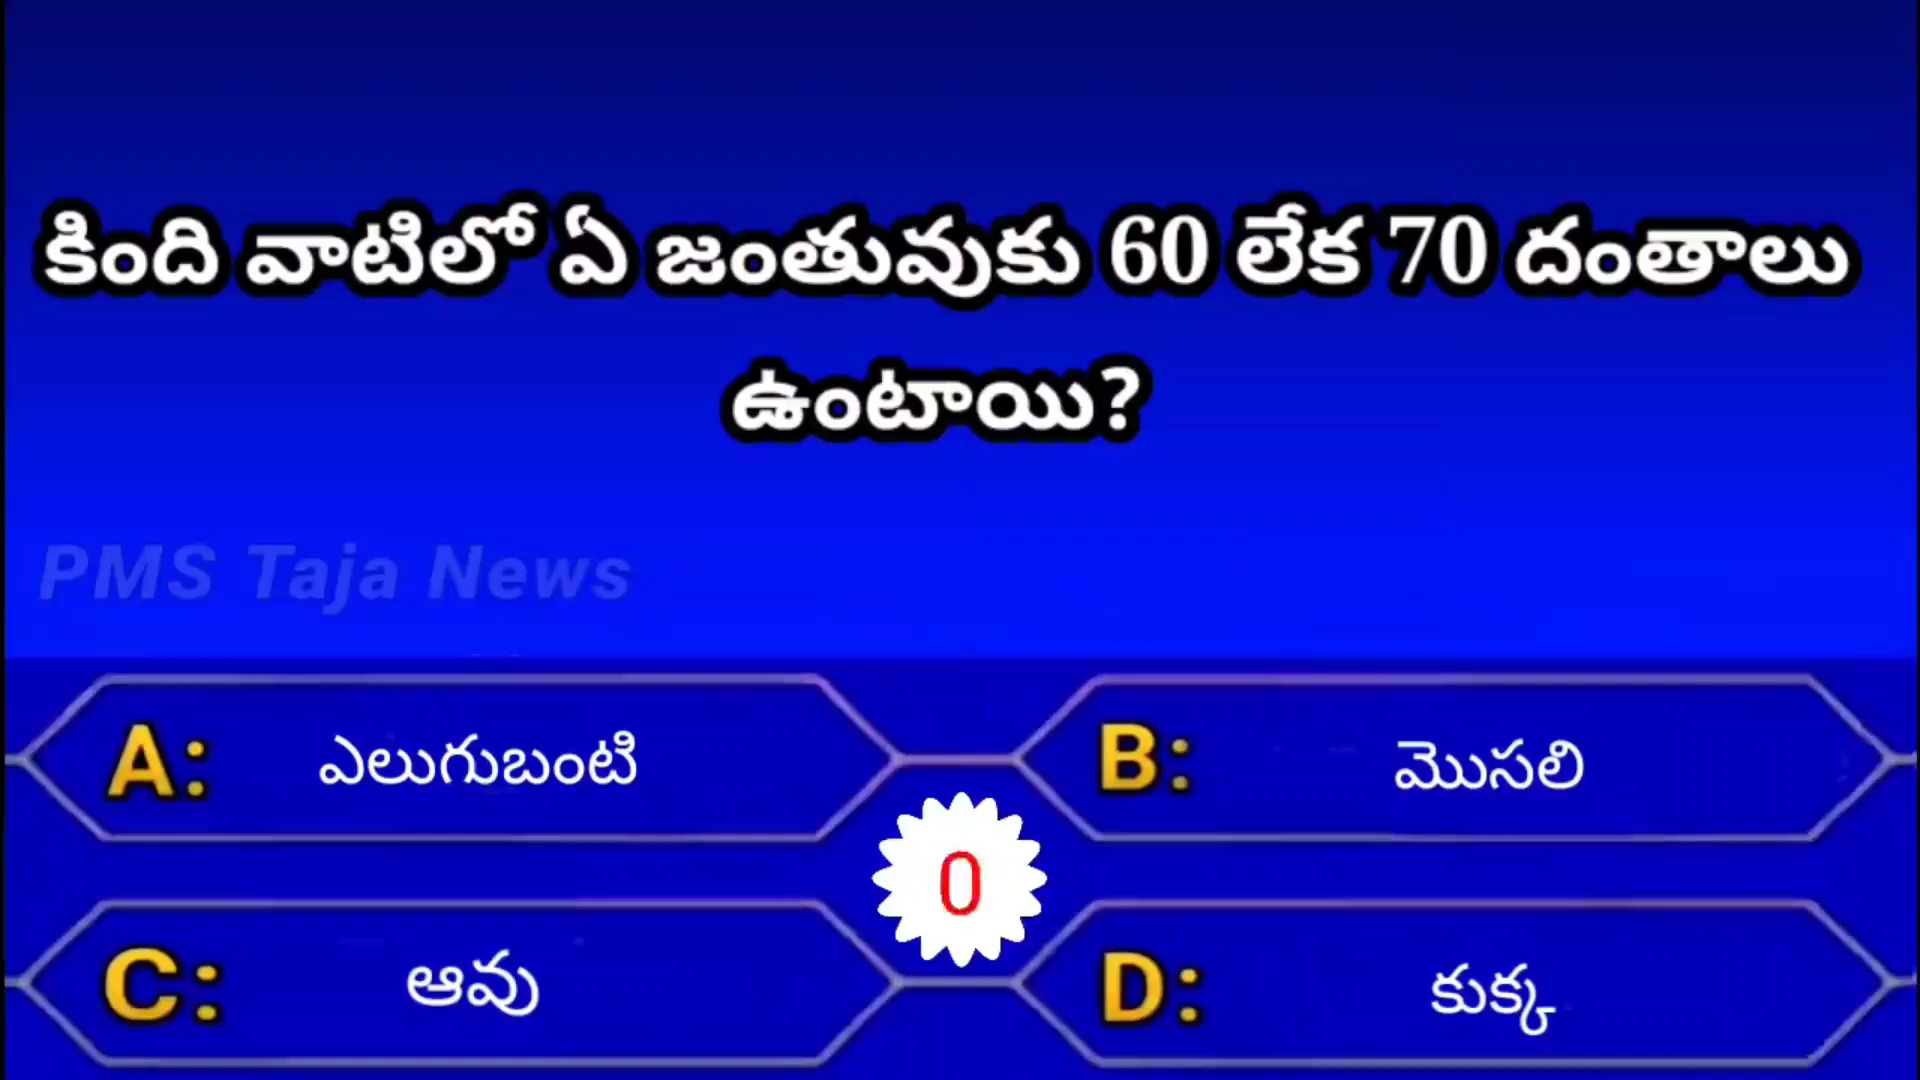 కింది వాటిలో ఏ జంతువుకు 60 లేక 70 దంతాలు
ఉంటాయి?
PMS Taja News
A: ఎలుగుబంటి
B: మొసలి
0
C: ఆవు
D: కుక్క